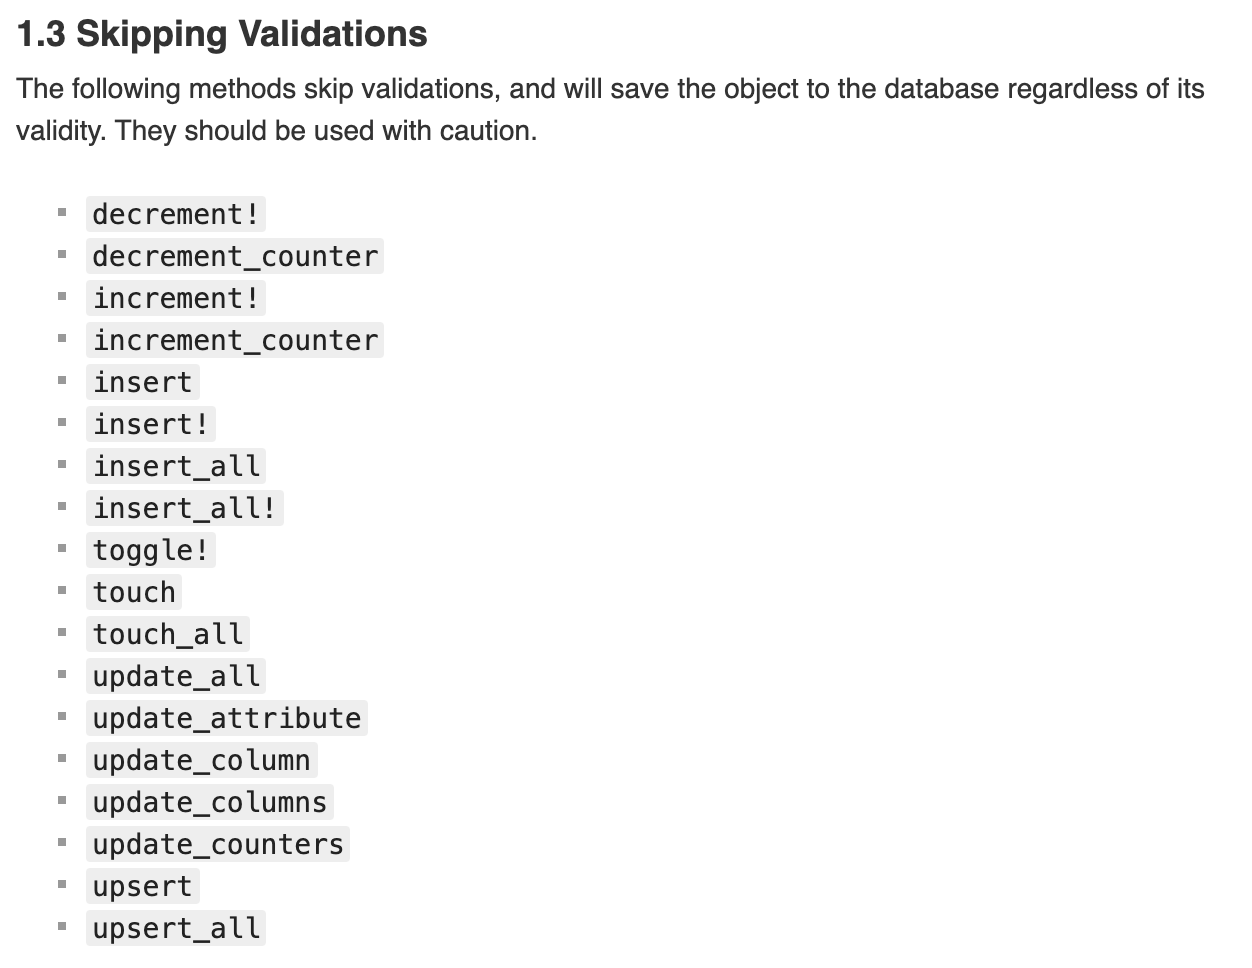 1.3 Skipping Validations
The following methods skip validations, and will save the object to the database regardless of its
validity. They should be used with caution.
decrement!
decrement_counter
increment!
increment_counter
insert
insert!
insert_all
insert_all!
toggle!
touch
touch_all
update_all
update_attribute
update_column
update_columns
update_counters
upsert
upsert_all